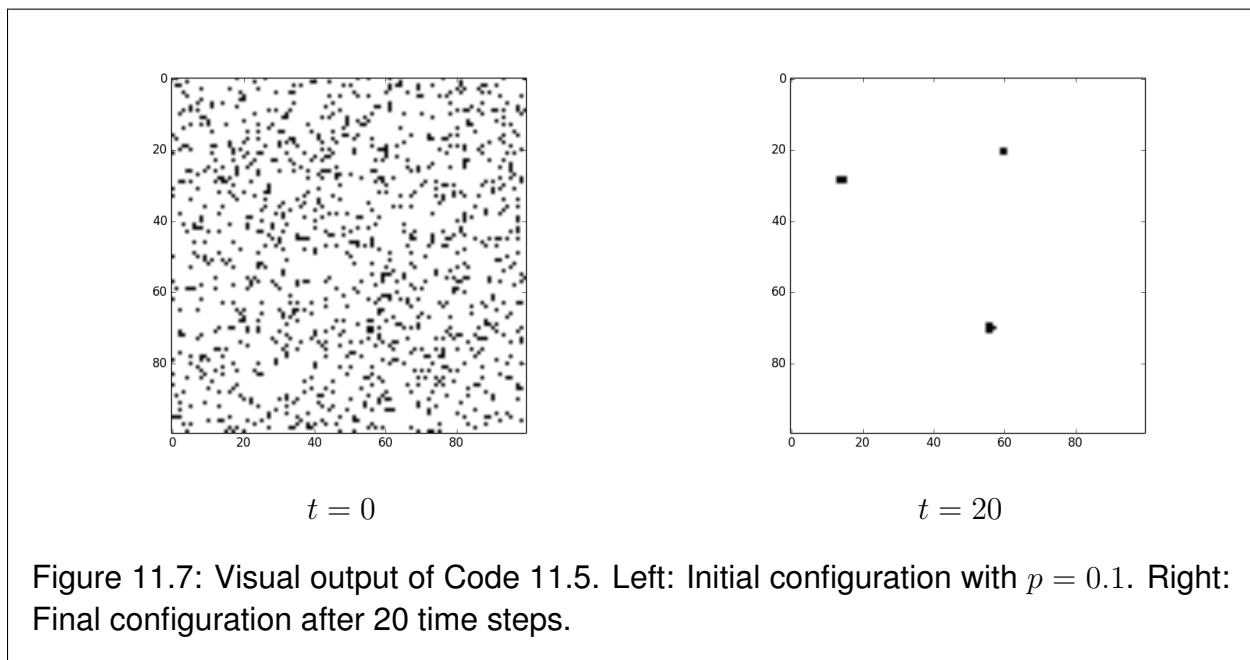 0
20
40
60
80
0 20 40 60 80
t = 0
0
20
40
60
80
0 20 40 60 80
t = 20
Figure 11.7: Visual output of Code 11.5. Left: Initial configuration with p = 0.1. Right:
Final configuration after 20 time steps.